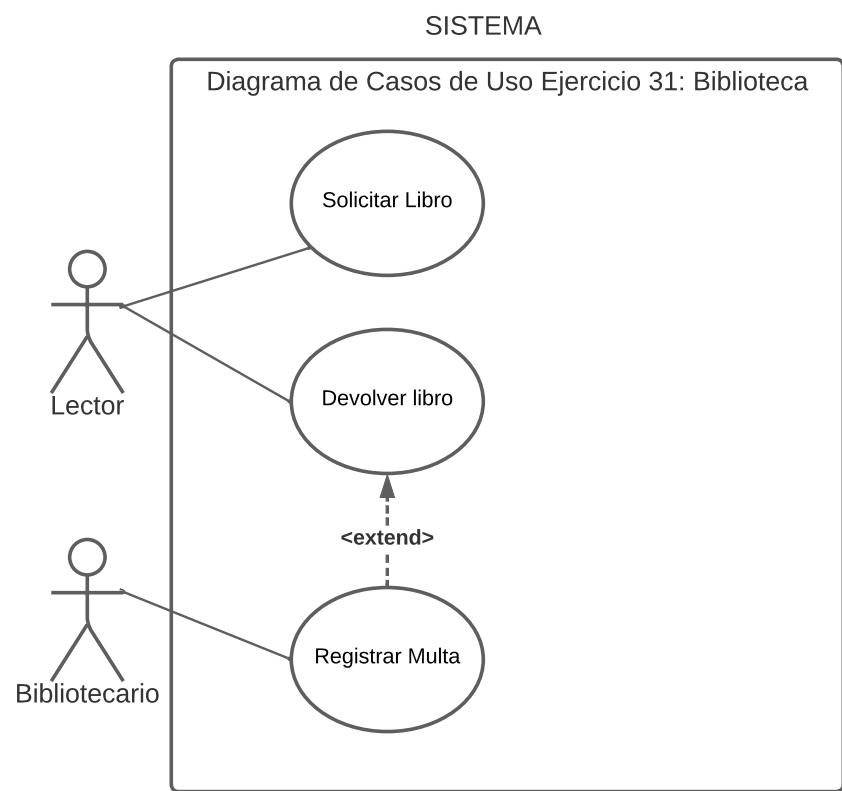 SISTEMA
Diagrama de Casos de Uso Ejercicio 31: Biblioteca
Solicitar Libro
Lector
Devolver libro
<extend>
Bibliotecario
Registrar Multa